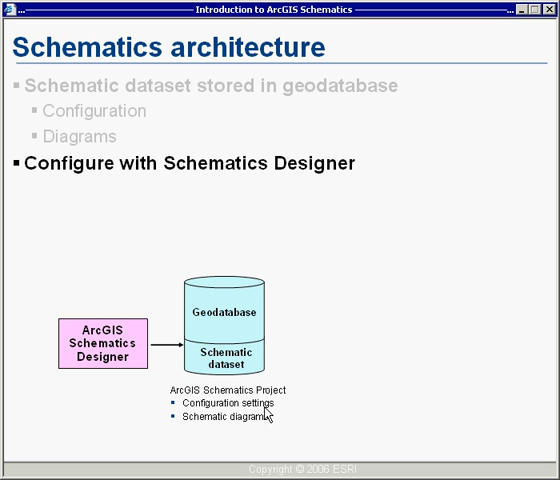 Introduction to ArcGIS Schematics
Schematics architecture
Schematic dataset stored in geodatabase
Configuration
Diagrams
Configure with Schematics Designer
Geodatabase
ArcGIS
Schematics
Designer
Schematic
dataset
ArcGIS Schematics Project
Configuration settings
Schematic diagrams
Copyright © 2006 ESRI